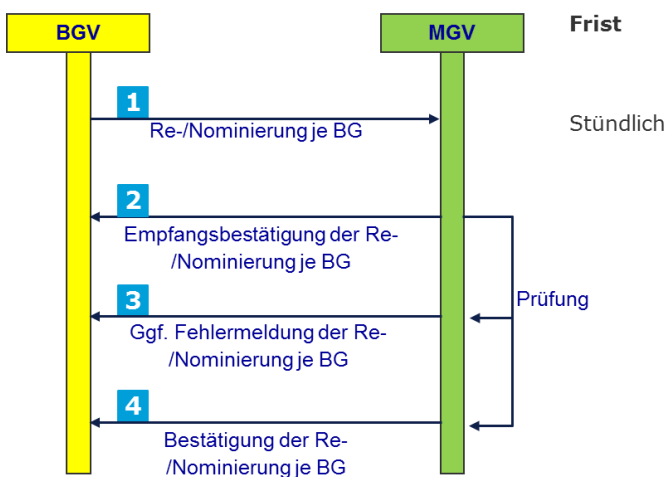 BGV
MGV
Frist
1
Re-/Nominierung je BG
Stündlich
2
Empfangsbestätigung der Re-
/Nominierung je BG
3
Prüfung
Ggf. Fehlermeldung der Re-
/Nominierung je BG
4
Bestätigung der Re-
/Nominierung je BG